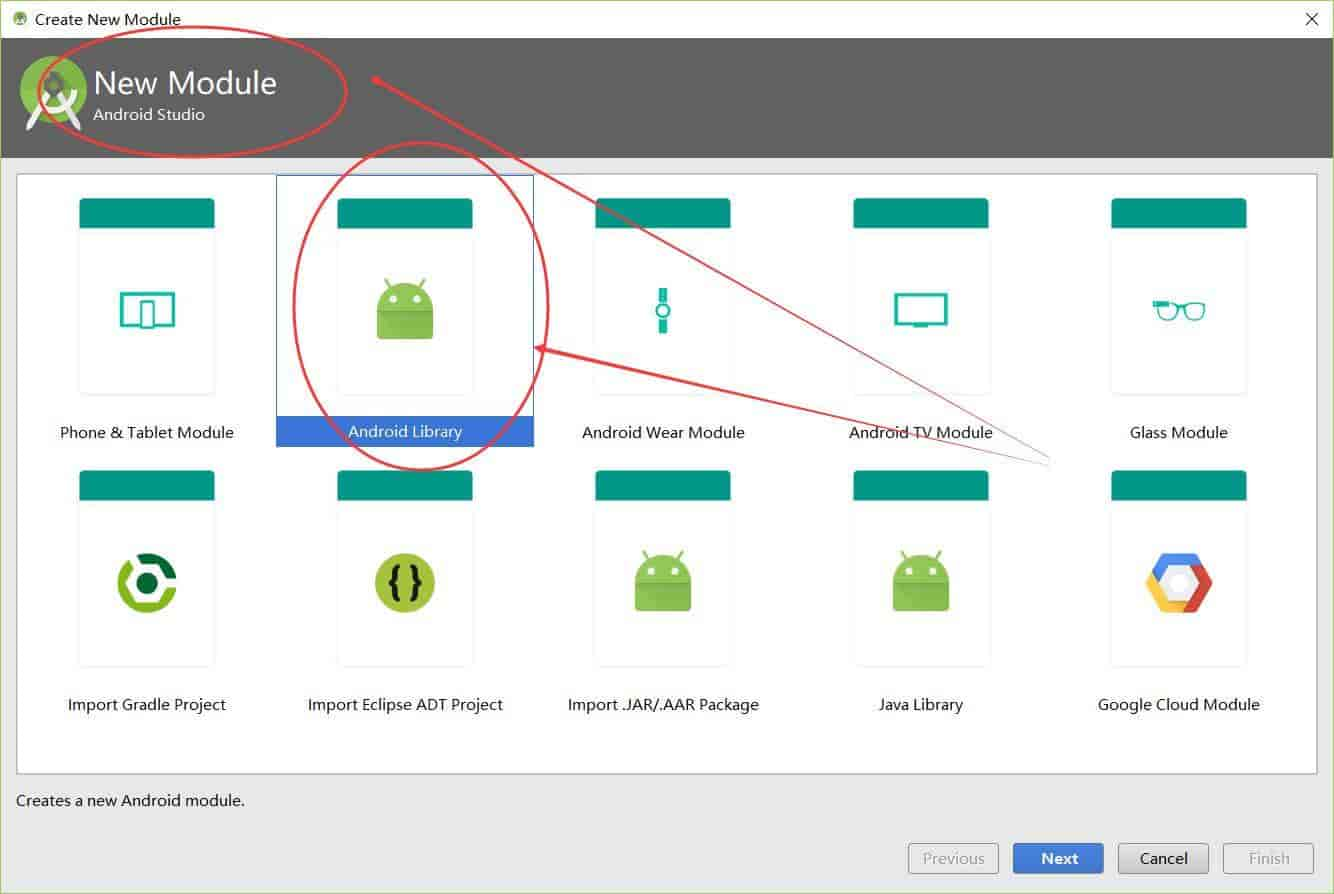 Create New Module
New Module
Android Studio
Phone & Tablet Module
Android Library
Android Wear Module
Android TV Module
Glass Module
Import Gradle Project
Import Eclipse ADT Project
Import .JAR/.AAR Package
Java Library
Google Cloud Module
Creates a new Android module.
Previous
Next
Cancel
Finish